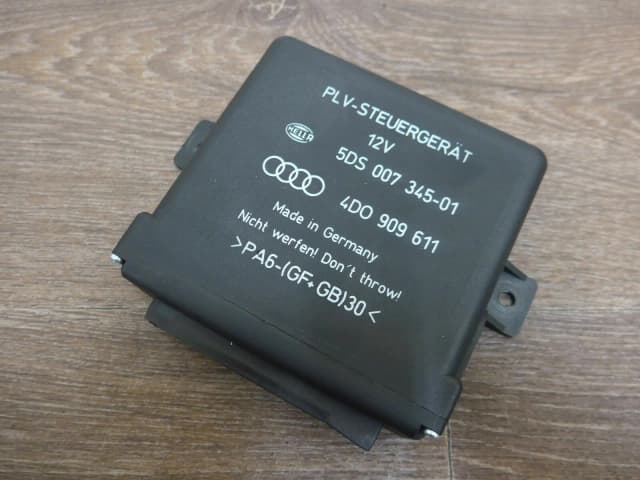 PLV-STEUERGERÄT
12V
HELLA
5DS 007 345-01
4D0 909 611
Made in Germany
Nicht werfen! Don´t throw!
>PA6-(GF+GB)30<